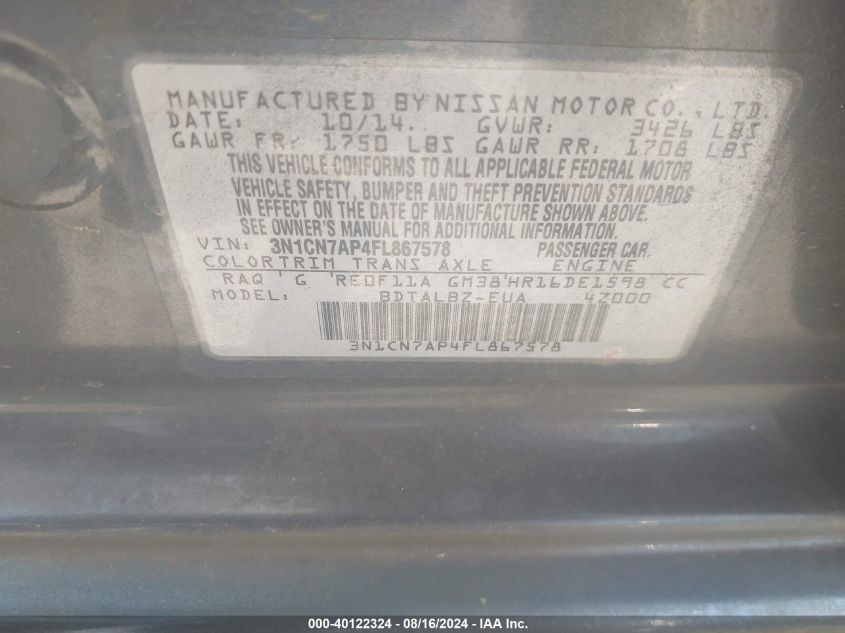 MANUFACTURED BY NISSAN MOTOR CO., LTD.
DATE: 10/14.. GVWR: 3426 LBS
GAWR FR: 1750 LBS GAWR RR: 1708 LBS
THIS VEHICLE CONFORMS TO ALL APPLICABLE FEDERAL MOTOR
VEHICLE SAFETY, BUMPER AND THEFT PREVENTION STANDARDS
IN EFFECT ON THE DATE OF MANUFACTURE SHOWN ABOVE.
SEE OWNER'S MANUAL FOR ADDITIONAL INFORMATION.
VIN: 3N1CN7AP4FL867578 PASSENGER CAR.
COLOR TRIM TRANS AXLE ENGINE
RAQ ' G 'RE0F11A GM38'HR16DE1598 CC
MODEL: BDTALBZ-EUA 4Z000
3N1CN7AP4FL867578
000-40122324 - 08/16/2024 - IAA Inc.